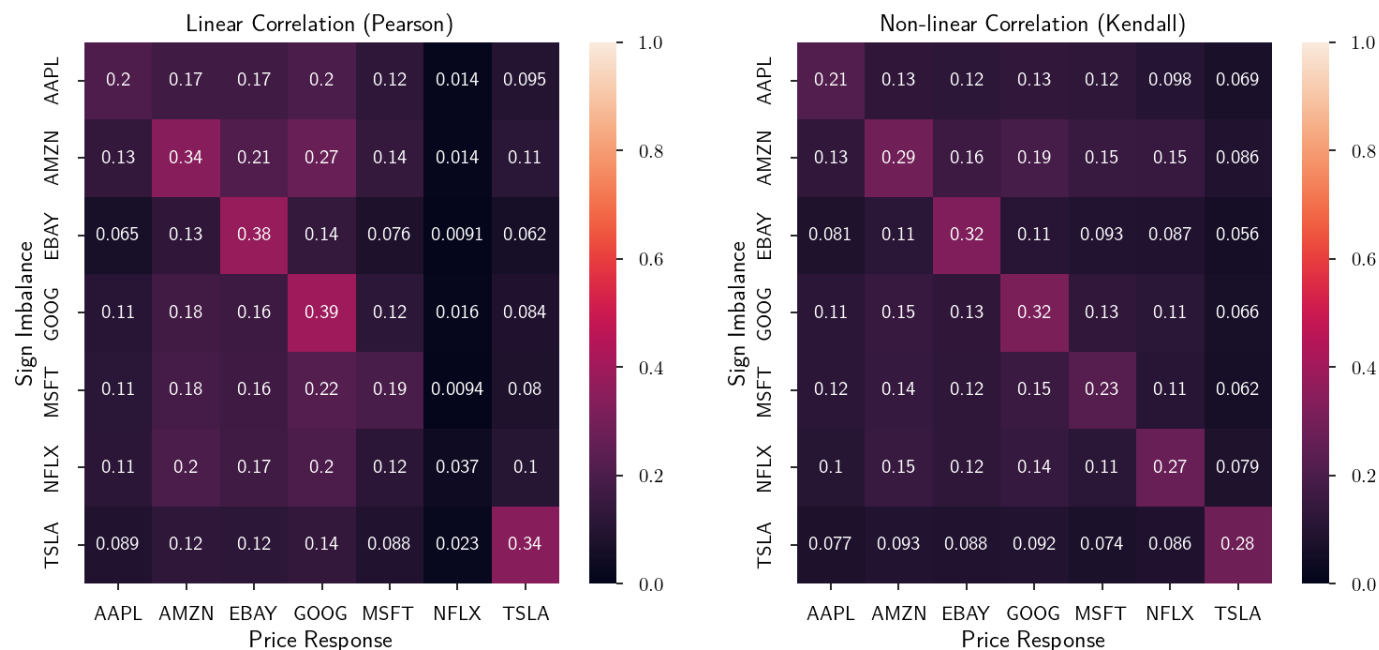 Linear Correlation (Pearson)
Sign Imbalance
AAPL 0.2 0.17 0.17 0.2 0.12 0.014 0.095
AMZN 0.13 0.34 0.21 0.27 0.14 0.014 0.11
EBAY 0.065 0.13 0.38 0.14 0.076 0.0091 0.062
GOOG 0.11 0.18 0.16 0.39 0.12 0.016 0.084
MSFT 0.11 0.18 0.16 0.22 0.19 0.0094 0.08
NFLX 0.11 0.2 0.17 0.2 0.12 0.037 0.1
TSLA 0.089 0.12 0.12 0.14 0.088 0.023 0.34
AAPL AMZN EBAY GOOG MSFT NFLX TSLA
Price Response
1.0
0.8
0.6
0.4
0.2
0.0
Non-linear Correlation (Kendall)
Sign Imbalance
AAPL 0.21 0.13 0.12 0.13 0.12 0.098 0.069
AMZN 0.13 0.29 0.16 0.19 0.15 0.15 0.086
EBAY 0.081 0.11 0.32 0.11 0.093 0.087 0.056
GOOG 0.11 0.15 0.13 0.32 0.13 0.11 0.066
MSFT 0.12 0.14 0.12 0.15 0.23 0.11 0.062
NFLX 0.1 0.15 0.12 0.14 0.11 0.27 0.079
TSLA 0.077 0.093 0.088 0.092 0.074 0.086 0.28
AAPL AMZN EBAY GOOG MSFT NFLX TSLA
Price Response
1.0
0.8
0.6
0.4
0.2
0.0